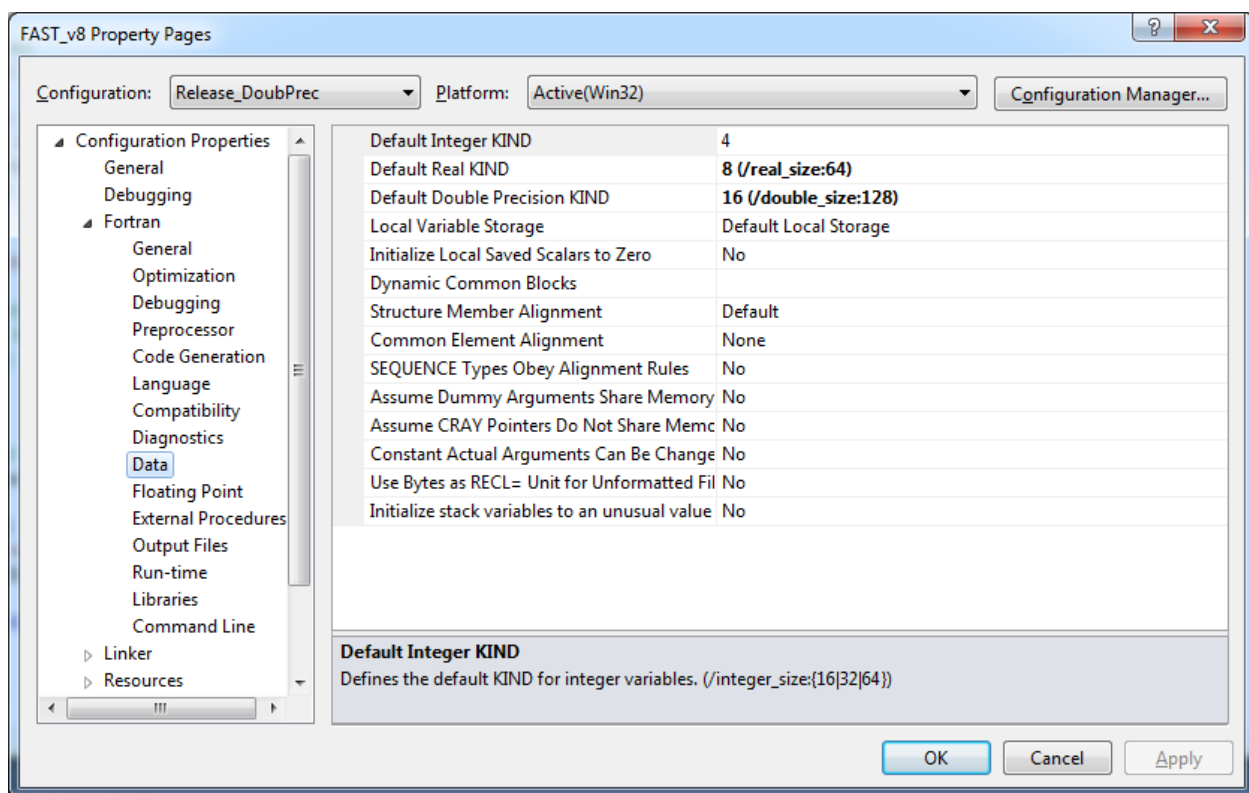 FAST_v8 Property Pages
Configuration: Release_DoubPrec Platform: Active(Win32) Configuration Manager...
Configuration Properties
General
Debugging
Fortran
General
Optimization
Debugging
Preprocessor
Code Generation
Language
Compatibility
Diagnostics
Data
Floating Point
External Procedures
Output Files
Run-time
Libraries
Command Line
Linker
Resources
Default Integer KIND 4
Default Real KIND 8 (/real_size:64)
Default Double Precision KIND 16 (/double_size:128)
Local Variable Storage Default Local Storage
Initialize Local Saved Scalars to Zero No
Dynamic Common Blocks
Structure Member Alignment Default
Common Element Alignment None
SEQUENCE Types Obey Alignment Rules No
Assume Dummy Arguments Share Memory No
Assume CRAY Pointers Do Not Share Memc No
Constant Actual Arguments Can Be Change No
Use Bytes as RECL= Unit for Unformatted Fil No
Initialize stack variables to an unusual value No
Default Integer KIND
Defines the default KIND for integer variables. (/integer_size:{16|32|64})
OK Cancel Apply